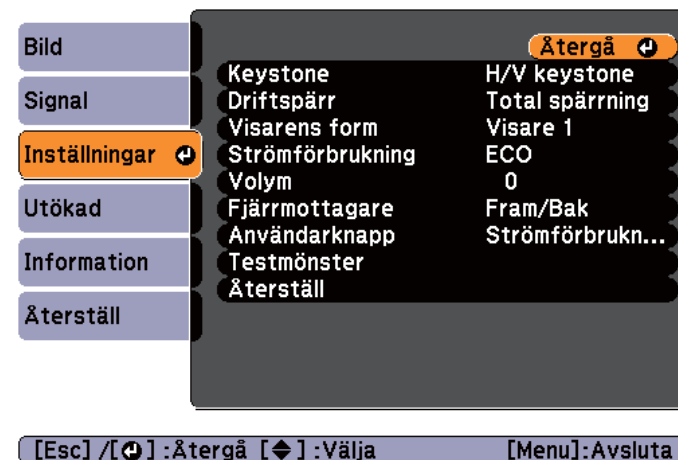 Bild
Signal
Inställningar
Utökad
Information
Återställ
Återgå
Keystone H/V keystone
Driftspärr Total spärrning
Visarens form Visare 1
Strömförbrukning ECO
Volym 0
Fjärrmottagare Fram/Bak
Användarknapp Strömförbrukn...
Testmönster
Återställ
[Esc] /[⏎] :Återgå [◆] :Välja [Menu]:Avsluta